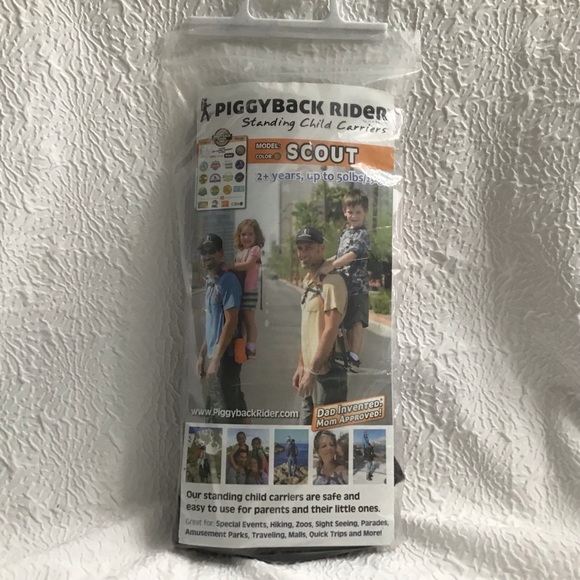 PIGGYBACK RIDER
Standing Child Carriers
MODEL: SCOUT
COLOR:
2+ years, up to 50lbs/
www.PiggybackRider.com
Dad Invented.
Mom Approved!
Our standing child carriers are safe and
easy to use for parents and their little ones.
Great for: Special Events, Hiking, Zoos, Sight Seeing, Parades,
Amusement Parks, Traveling, Malls, Quick Trips and More!